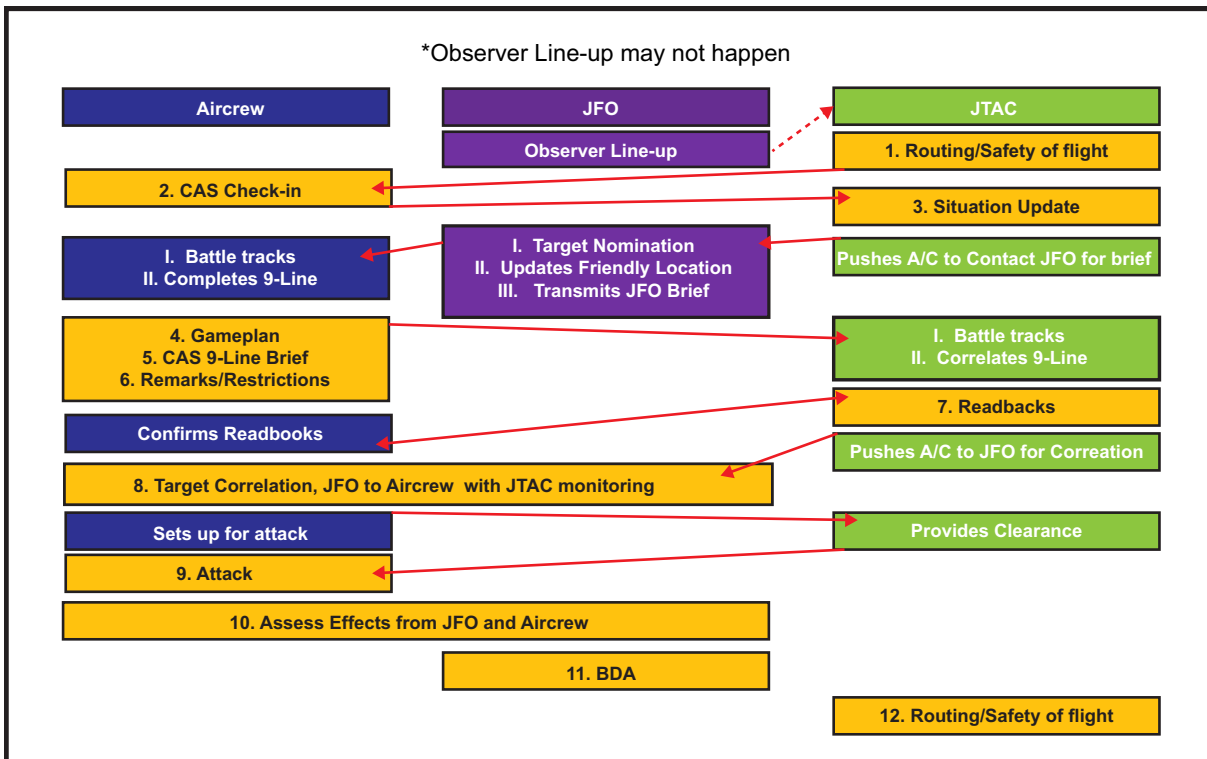 *Observer Line-up may not happen
Aircrew
JFO
JTAC
Observer Line-up
1. Routing/Safety of flight
2. CAS Check-in
3. Situation Update
I. Battle tracks
II. Completes 9-Line
I. Target Nomination
II. Updates Friendly Location
III. Transmits JFO Brief
Pushes A/C to Contact JFO for brief
4. Gameplan
5. CAS 9-Line Brief
6. Remarks/Restrictions
I. Battle tracks
II. Correlates 9-Line
7. Readbacks
Confirms Readbooks
Pushes A/C to JFO for Correation
8. Target Correlation, JFO to Aircrew with JTAC monitoring
Sets up for attack
Provides Clearance
9. Attack
10. Assess Effects from JFO and Aircrew
11. BDA
12. Routing/Safety of flight